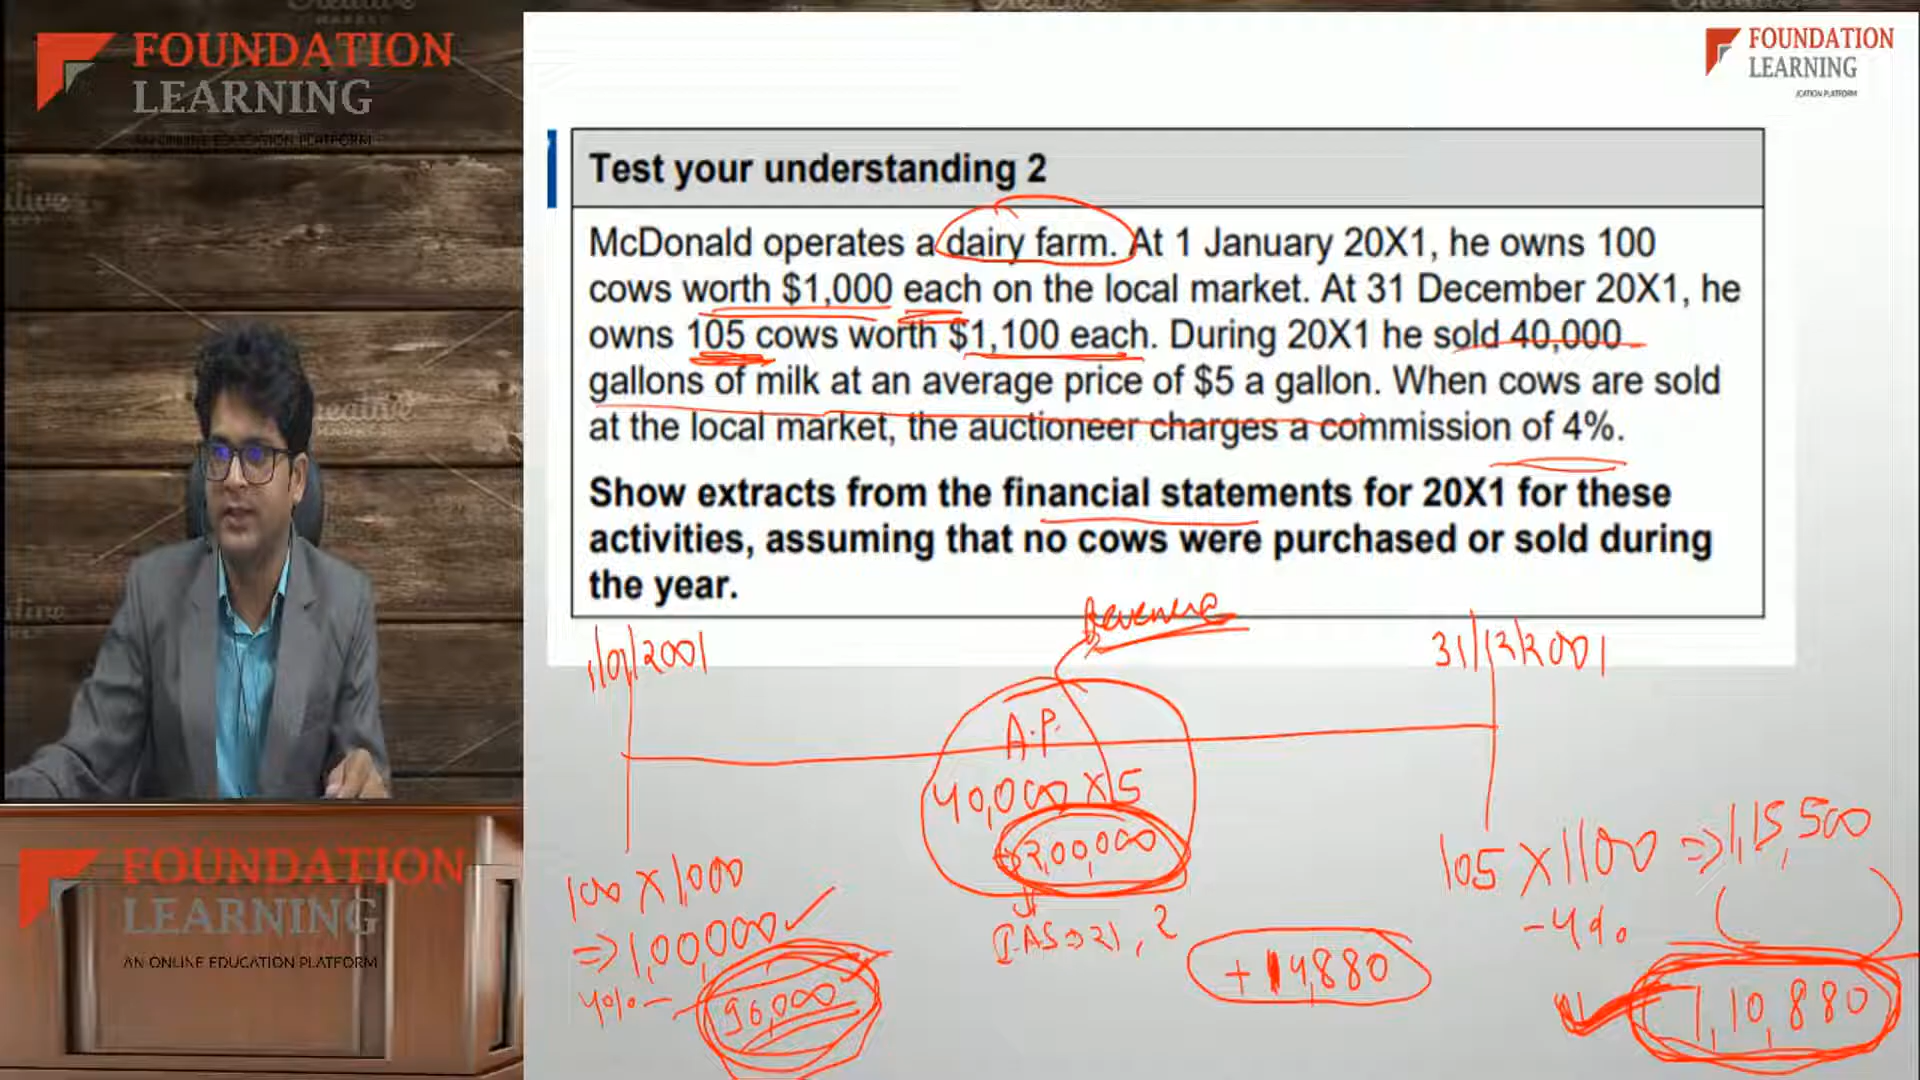 FOUNDATION
LEARNING
AN ONLINE EDUCATION PLATFORM
FOUNDATION
LEARNING
/CATION PLATFORM
Test your understanding 2
McDonald operates a dairy farm. At 1 January 20X1, he owns 100
cows worth $1,000 each on the local market. At 31 December 20X1, he
owns 105 cows worth $1,100 each. During 20X1 he sold 40,000
gallons of milk at an average price of $5 a gallon. When cows are sold
at the local market, the auctioneer charges a commission of 4%.
Show extracts from the financial statements for 20X1 for these
activities, assuming that no cows were purchased or sold during
the year.
Revenue
31/12/2001
A.P.
40,000 X 5
2,00,000
100 X 1,000
⇒ 1,00,000
4%-
96,000
+ 14,880
105 X 1100 ⇒ 1,15,500
-4%
1,10,880
FOUNDATION
LEARNING
AN ONLINE EDUCATION PLATFORM